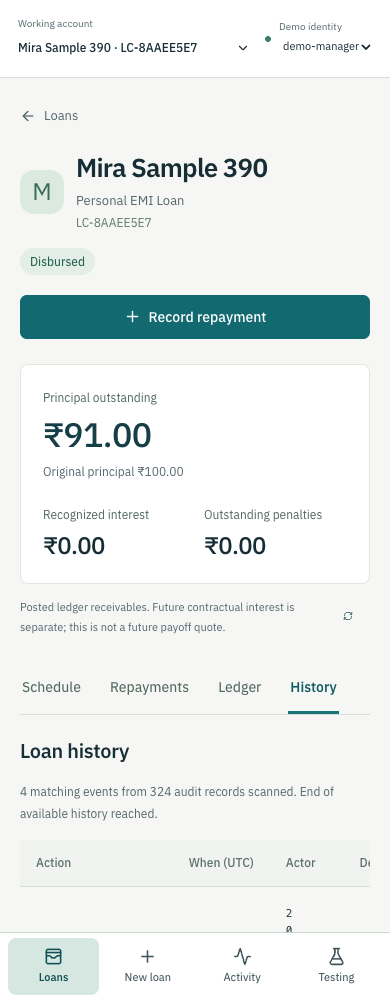 Working account
Demo identity
Mira Sample 390 · LC-8AAEE5E7
demo-manager
Loans
M
Mira Sample 390
Personal EMI Loan
LC-8AAEE5E7
Disbursed
Record repayment
Principal outstanding
₹91.00
Original principal ₹100.00
Recognized interest
Outstanding penalties
₹0.00
₹0.00
Posted ledger receivables. Future contractual interest is
separate; this is not a future payoff quote.
Schedule
Repayments
Ledger
History
Loan history
4 matching events from 324 audit records scanned. End of
available history reached.
Action
When (UTC)
Actor
2
Loans
New loan
Activity
Testing